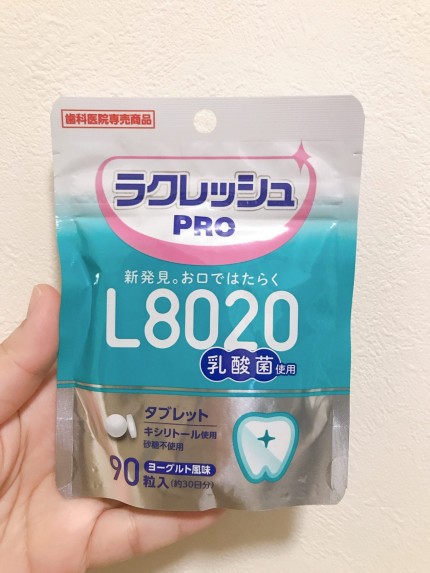 歯科医院専売商品
ラクレッシュ
PRO
新発見。お口ではたらく
L8020
乳酸菌使用
タブレット
キシリトール使用
砂糖不使用
ヨーグルト風味
90粒入(約30日分)